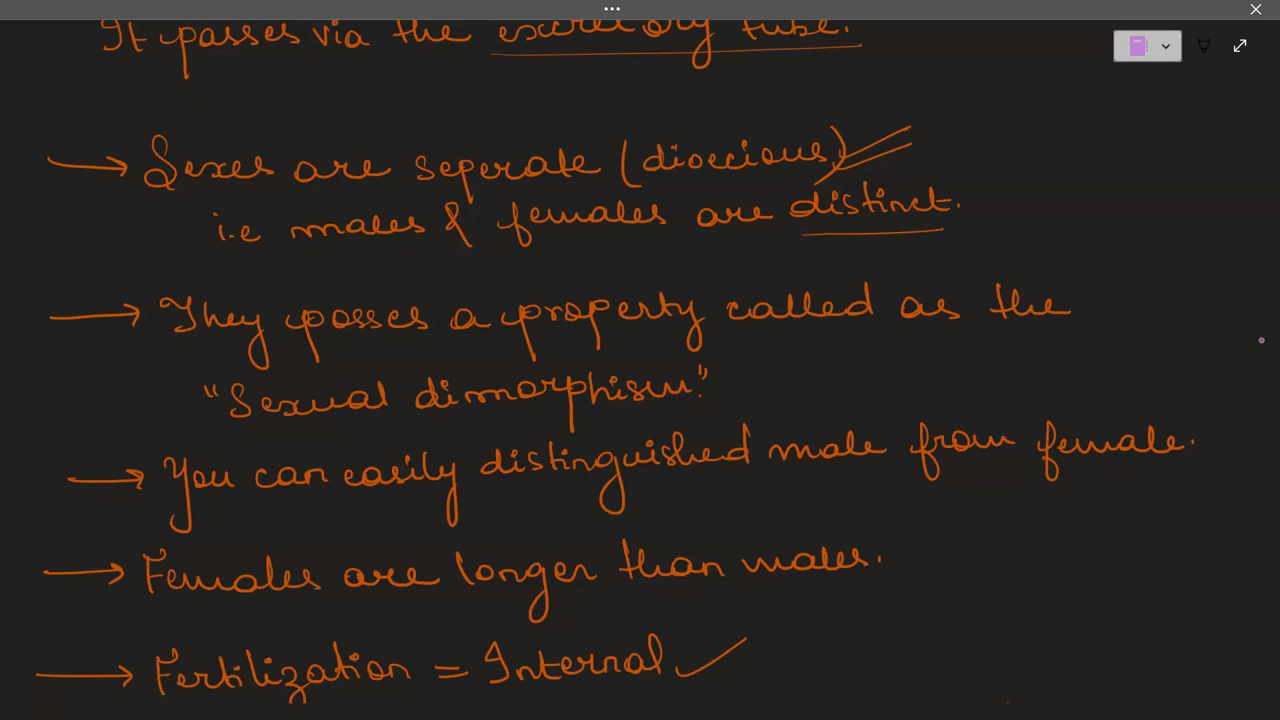 It passes via the excretory tube.
→ Sexes are seperate (dioecious)
i.e males & females are distinct.
→ They posses a property called as the
"Sexual dimorphism."
→ You can easily distinguished male from female.
→ Females are longer than males.
→ Fertilization = Internal ✓